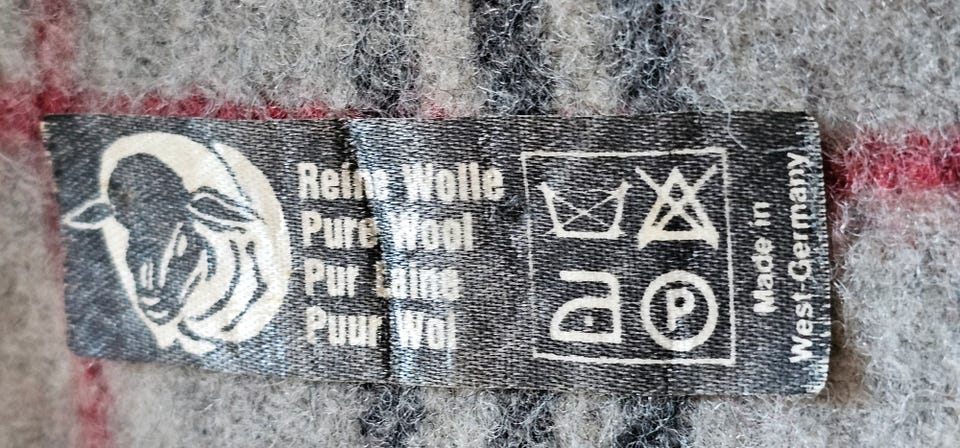 Reine Wolle
Pure Wool
Pur Laine
Puur Wol
P
Made in
West-Germany